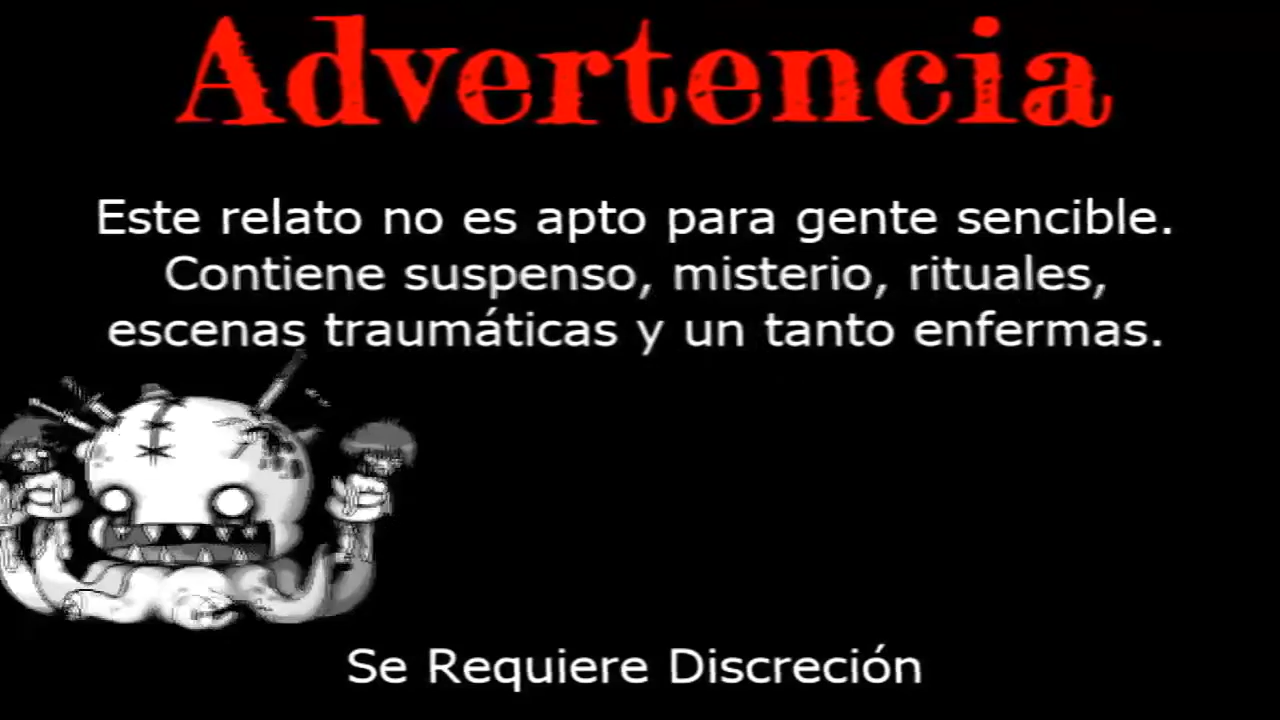 Advertencia
Este relato no es apto para gente sencible.
Contiene suspenso, misterio, rituales,
escenas traumáticas y un tanto enfermas.
Se Requiere Discreción